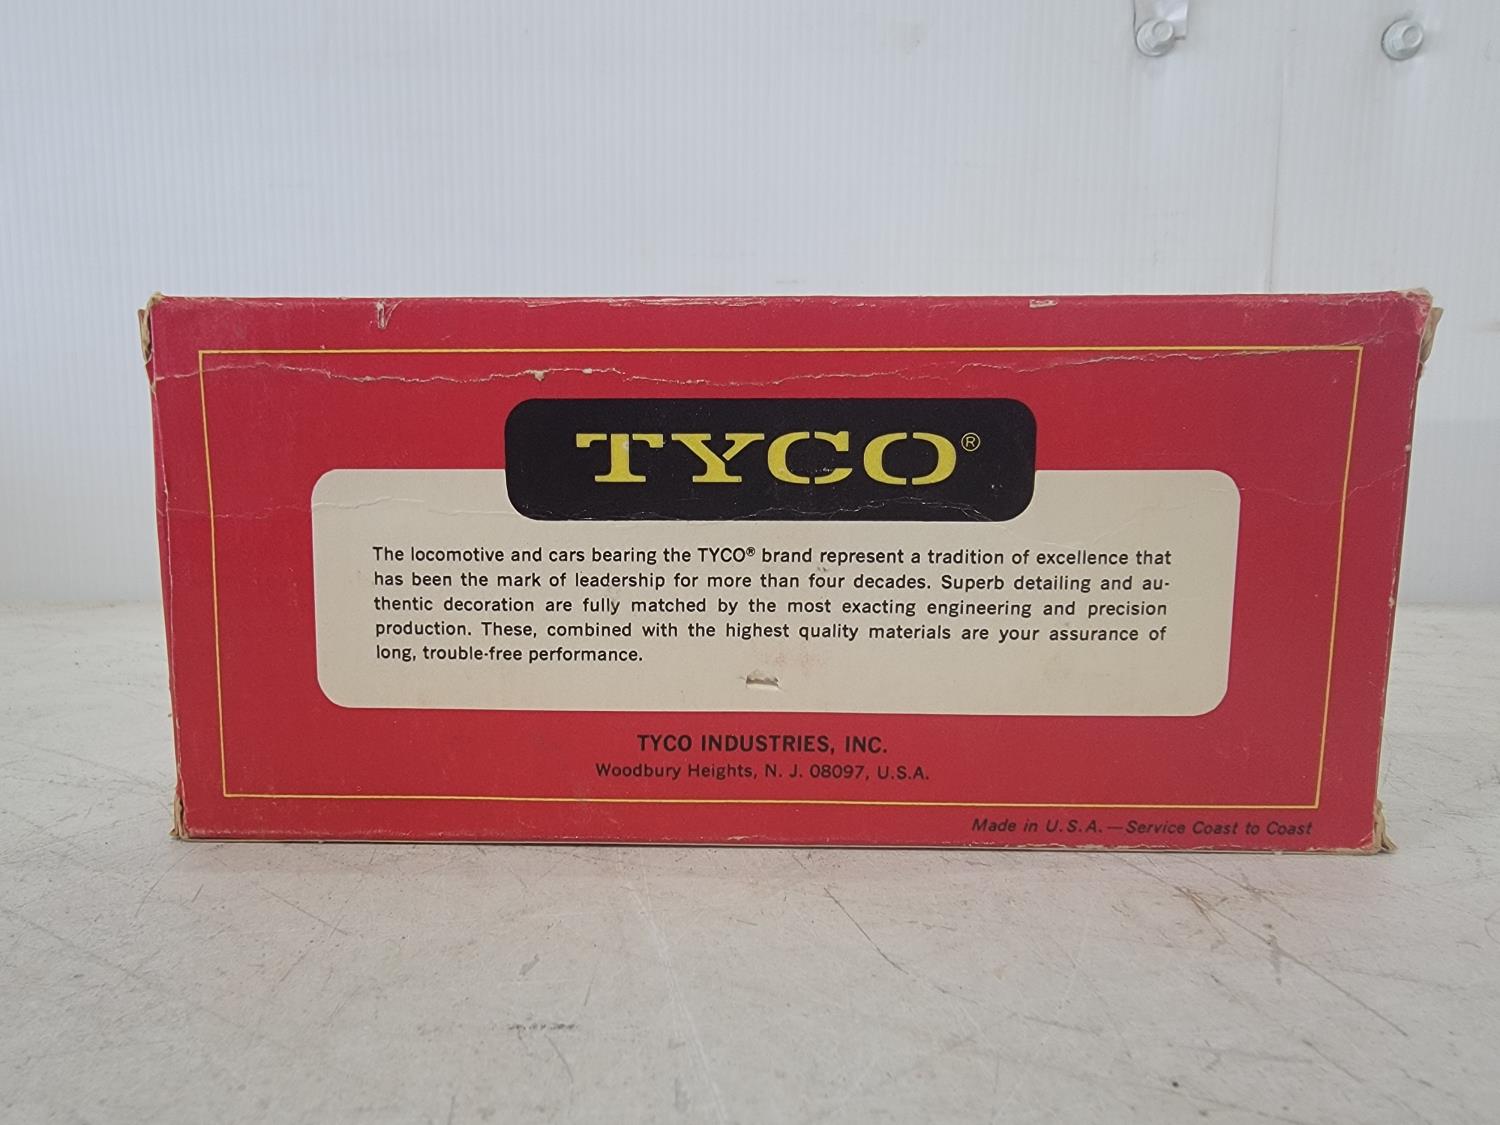 TYCO®
The locomotive and cars bearing the TYCO® brand represent a tradition of excellence that
has been the mark of leadership for more than four decades. Superb detailing and au-
thentic decoration are fully matched by the most exacting engineering and precision
production. These, combined with the highest quality materials are your assurance of
long, trouble-free performance.
TYCO INDUSTRIES, INC.
Woodbury Heights, N. J. 08097, U.S.A.
Made in U.S.A.—Service Coast to Coast